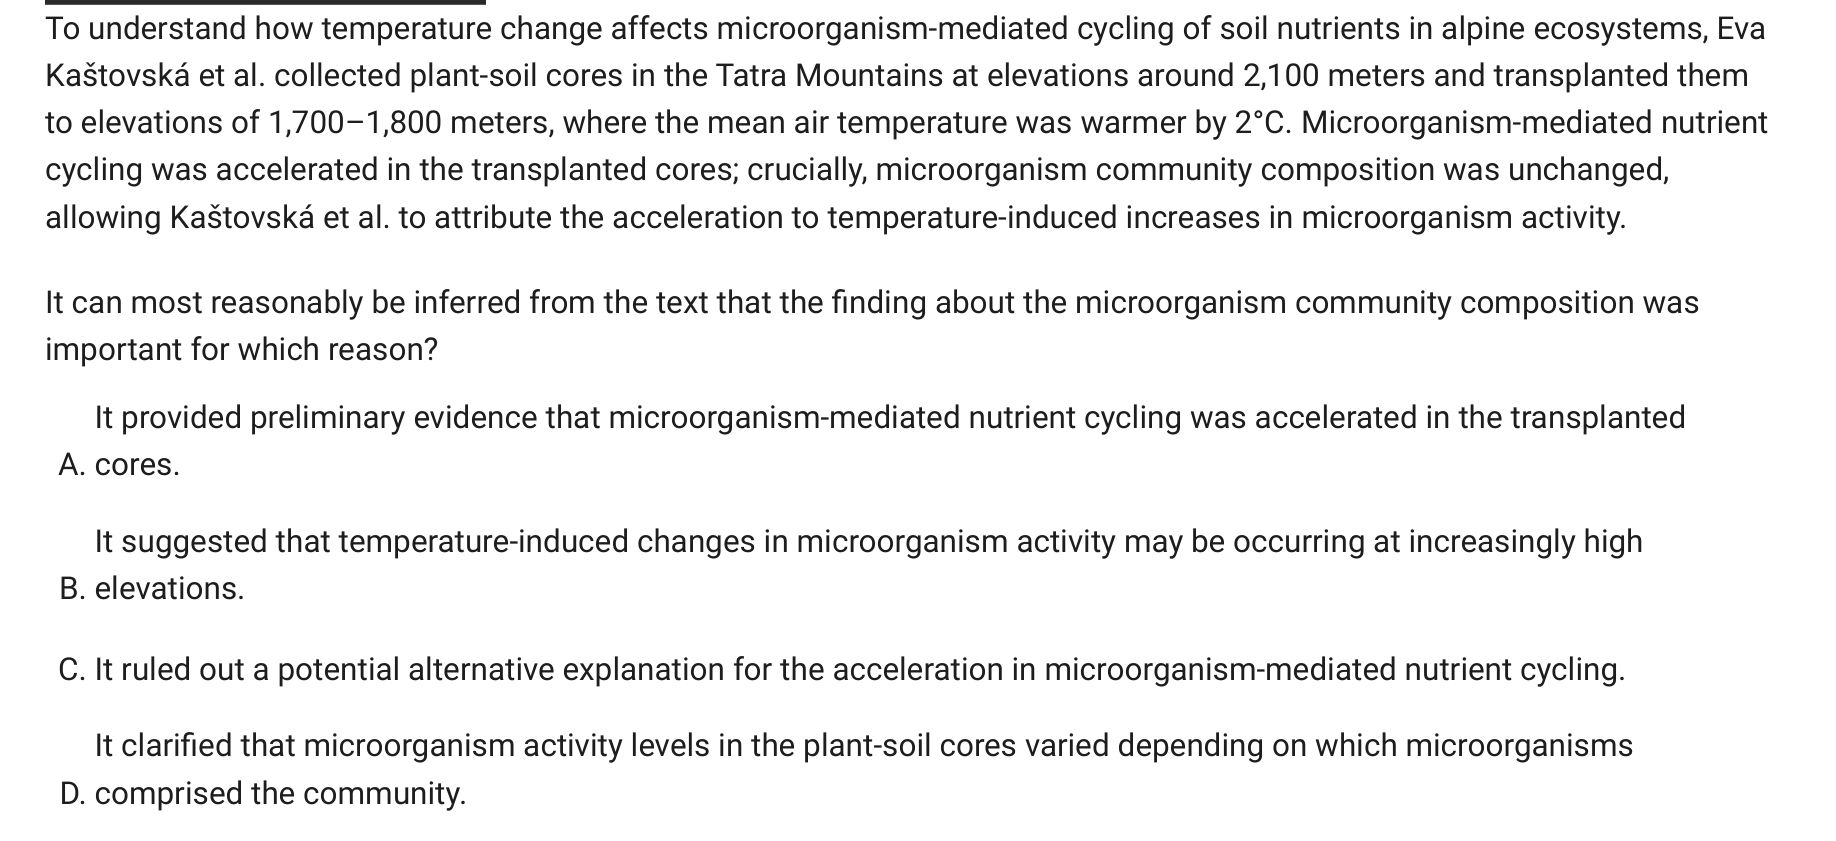 To understand how temperature change affects microorganism-mediated cycling of soil nutrients in alpine ecosystems, Eva
Kaštovská et al. collected plant-soil cores in the Tatra Mountains at elevations around 2,100 meters and transplanted them
to elevations of 1,700–1,800 meters, where the mean air temperature was warmer by 2°C. Microorganism-mediated nutrient
cycling was accelerated in the transplanted cores; crucially, microorganism community composition was unchanged,
allowing Kaštovská et al. to attribute the acceleration to temperature-induced increases in microorganism activity.
It can most reasonably be inferred from the text that the finding about the microorganism community composition was
important for which reason?
It provided preliminary evidence that microorganism-mediated nutrient cycling was accelerated in the transplanted
A. cores.
It suggested that temperature-induced changes in microorganism activity may be occurring at increasingly high
B. elevations.
C. It ruled out a potential alternative explanation for the acceleration in microorganism-mediated nutrient cycling.
It clarified that microorganism activity levels in the plant-soil cores varied depending on which microorganisms
D. comprised the community.